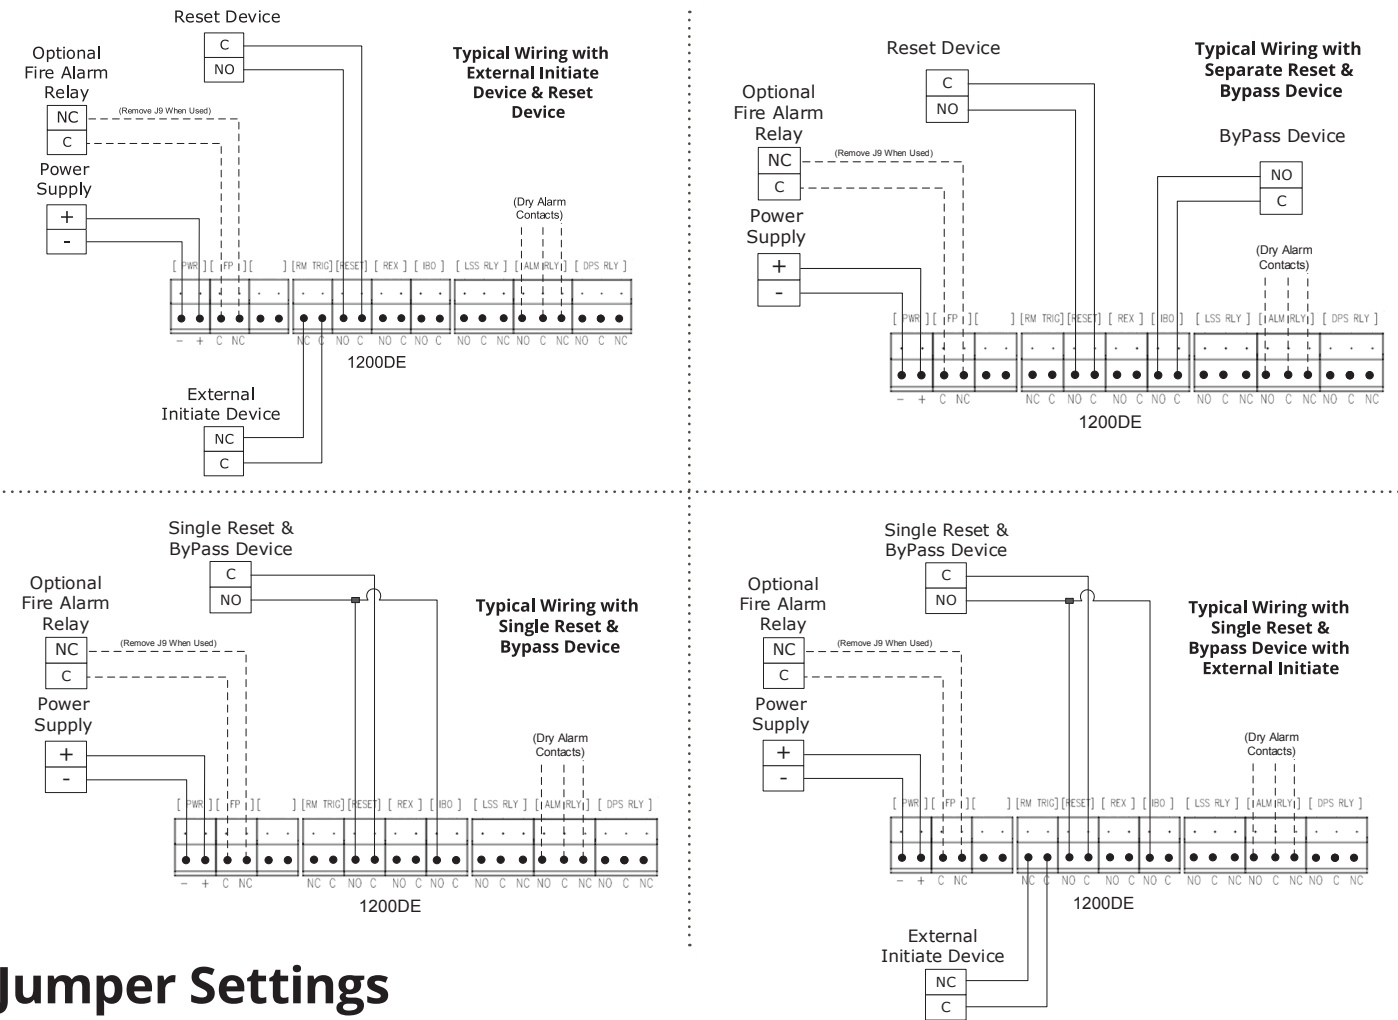 Reset Device
C
NO
Optional
Fire Alarm
Relay
NC
C
(Remove J9 When Used)
Power
Supply
+
-
Typical Wiring with
External Initiate
Device & Reset
Device
(Dry Alarm
Contacts)
[ PWR ][ FP ][ ] [RM TRIG][RESET] [ REX ] [ IBO ] [ LSS RLY ] [ ALM RLY ] [ DPS RLY ]
- + C NC NC C NO C NO C NO C NO C NC NO C NC NO C NC
1200DE
External
Initiate Device
NC
C
Reset Device
C
NO
Optional
Fire Alarm
Relay
NC
C
(Remove J9 When Used)
Power
Supply
+
-
Typical Wiring with
Separate Reset &
Bypass Device
ByPass Device
NO
C
(Dry Alarm
Contacts)
[ PWR ][ FP ][ ] [RM TRIG][RESET] [ REX ] [ IBO ] [ LSS RLY ] [ ALM RLY ] [ DPS RLY ]
- + C NC NC C NO C NO C NO C NO C NC NO C NC NO C NC
1200DE
Single Reset &
ByPass Device
C
NO
Optional
Fire Alarm
Relay
NC
C
(Remove J9 When Used)
Power
Supply
+
-
Typical Wiring with
Single Reset &
Bypass Device
(Dry Alarm
Contacts)
[ PWR ][ FP ][ ] [RM TRIG][RESET] [ REX ] [ IBO ] [ LSS RLY ] [ ALM RLY ] [ DPS RLY ]
- + C NC NC C NO C NO C NO C NO C NC NO C NC NO C NC
1200DE
Single Reset &
ByPass Device
C
NO
Optional
Fire Alarm
Relay
NC
C
(Remove J9 When Used)
Power
Supply
+
-
Typical Wiring with
Single Reset &
Bypass Device with
External Initiate
(Dry Alarm
Contacts)
[ PWR ][ FP ][ ] [RM TRIG][RESET] [ REX ] [ IBO ] [ LSS RLY ] [ ALM RLY ] [ DPS RLY ]
- + C NC NC C NO C NO C NO C NO C NC NO C NC NO C NC
1200DE
External
Initiate Device
NC
C
Jumper Settings